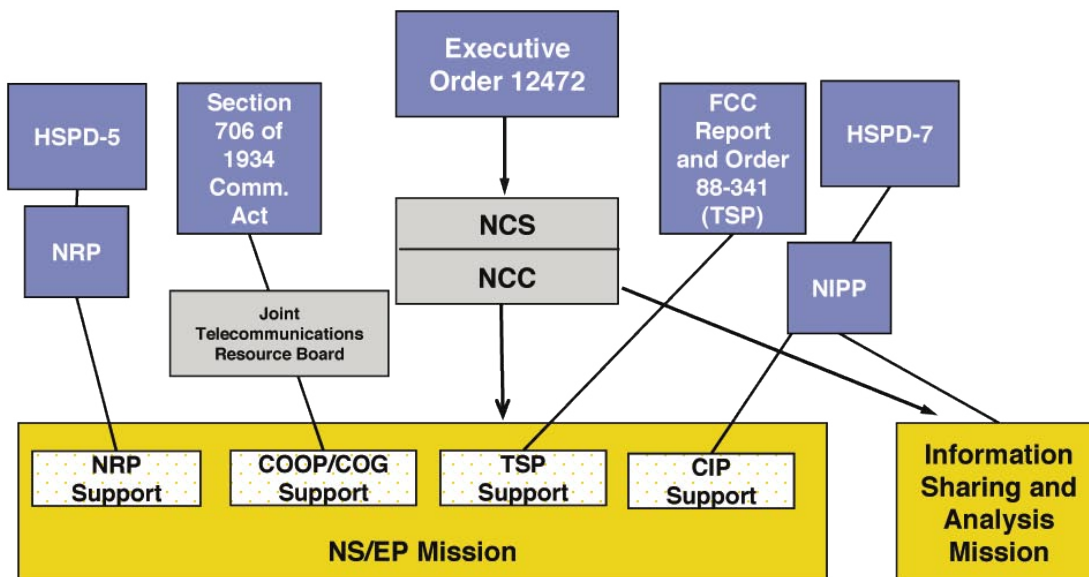 Executive
Order 12472
HSPD-5
Section
706 of
1934
Comm.
Act
FCC
Report
and Order
88-341
(TSP)
HSPD-7
NRP
NCS
NCC
NIPP
Joint
Telecommunications
Resource Board
NRP
Support
COOP/COG
Support
TSP
Support
CIP
Support
NS/EP Mission
Information
Sharing and
Analysis
Mission